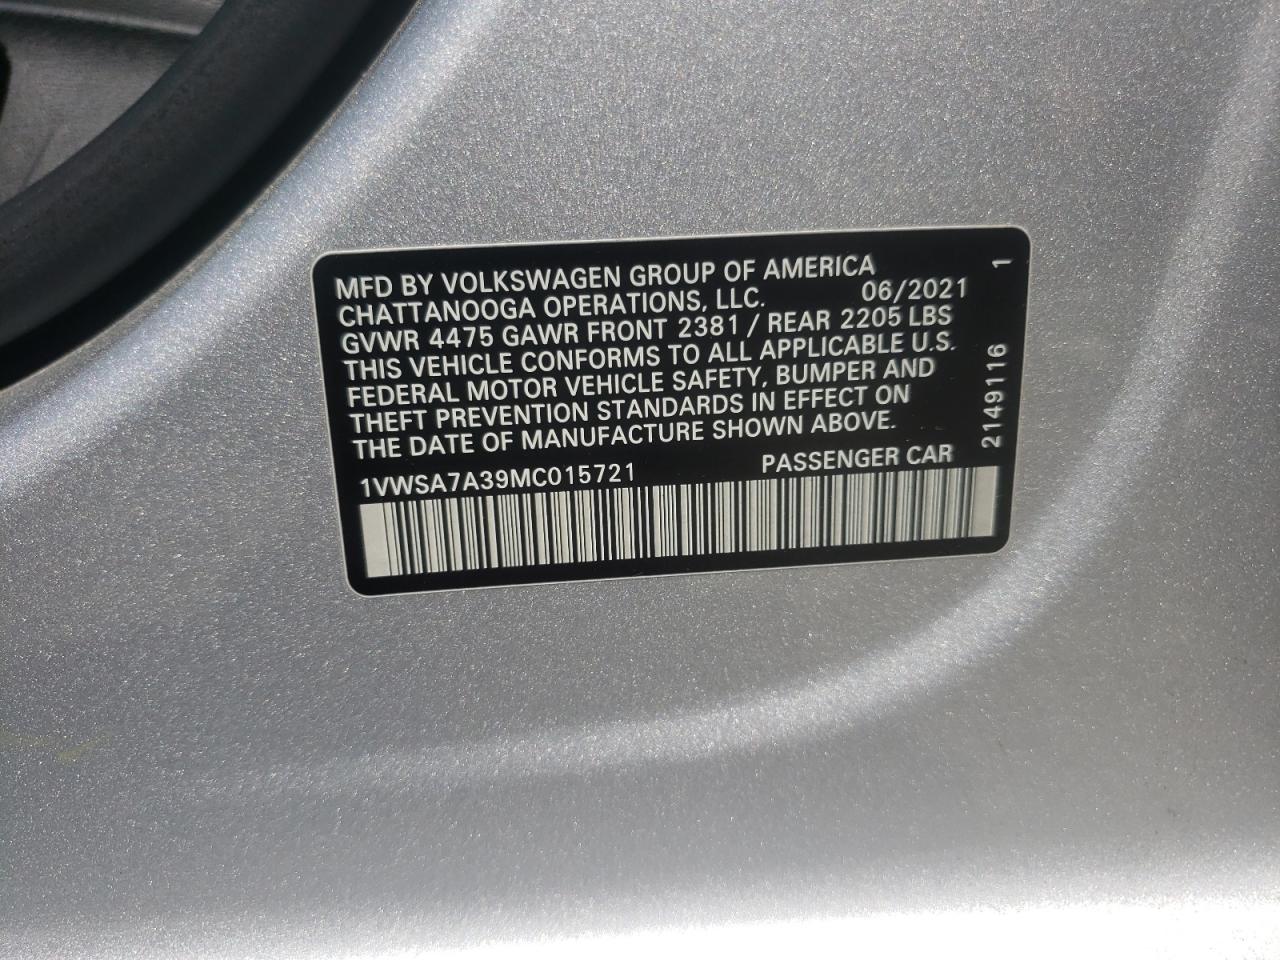 MFD BY VOLKSWAGEN GROUP OF AMERICA
CHATTANOOGA OPERATIONS, LLC. 06/2021
GVWR 4475 GAWR FRONT 2381 / REAR 2205 LBS
THIS VEHICLE CONFORMS TO ALL APPLICABLE U.S.
FEDERAL MOTOR VEHICLE SAFETY, BUMPER AND
THEFT PREVENTION STANDARDS IN EFFECT ON
THE DATE OF MANUFACTURE SHOWN ABOVE.
1VWSA7A39MC015721 PASSENGER CAR
2149116 1